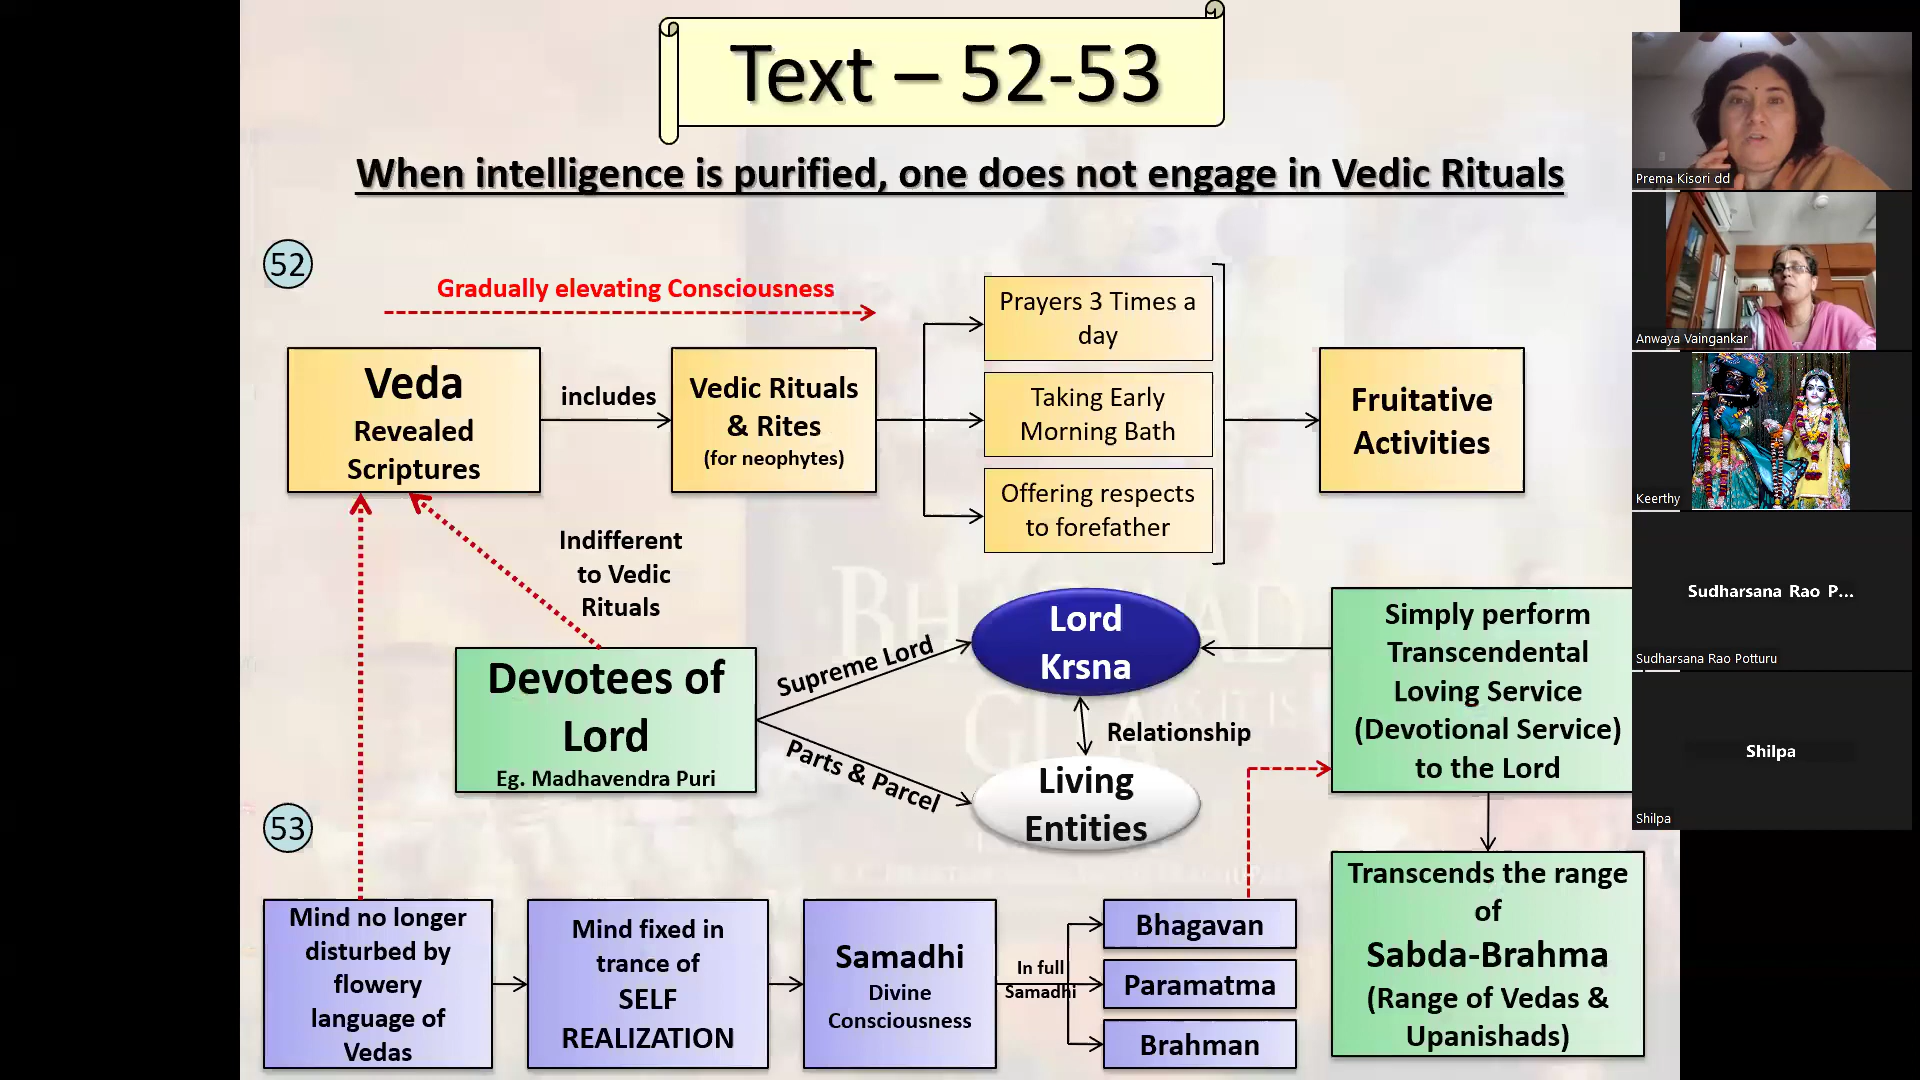 Text – 52-53
When intelligence is purified, one does not engage in Vedic Rituals
52
Gradually elevating Consciousness
Veda
Revealed
Scriptures
includes
Vedic Rituals
& Rites
(for neophytes)
Prayers 3 Times a
day
Taking Early
Morning Bath
Offering respects
to forefather
Fruitative
Activities
Indifferent
to Vedic
Rituals
Devotees of
Lord
Eg. Madhavendra Puri
Supreme Lord
Parts & Parcel
Lord
Krsna
Relationship
Living
Entities
Simply perform
Transcendental
Loving Service
(Devotional Service)
to the Lord
53
Mind no longer
disturbed by
flowery
language of
Vedas
Mind fixed in
trance of
SELF
REALIZATION
Samadhi
Divine
Consciousness
In full
Samadhi
Bhagavan
Paramatma
Brahman
Transcends the range
of
Sabda-Brahma
(Range of Vedas &
Upanishads)
Prema Kisori dd
Anwaya Vaingankar
Keerthy
Sudharsana Rao P...
Sudharsana Rao Potturu
Shilpa
Shilpa